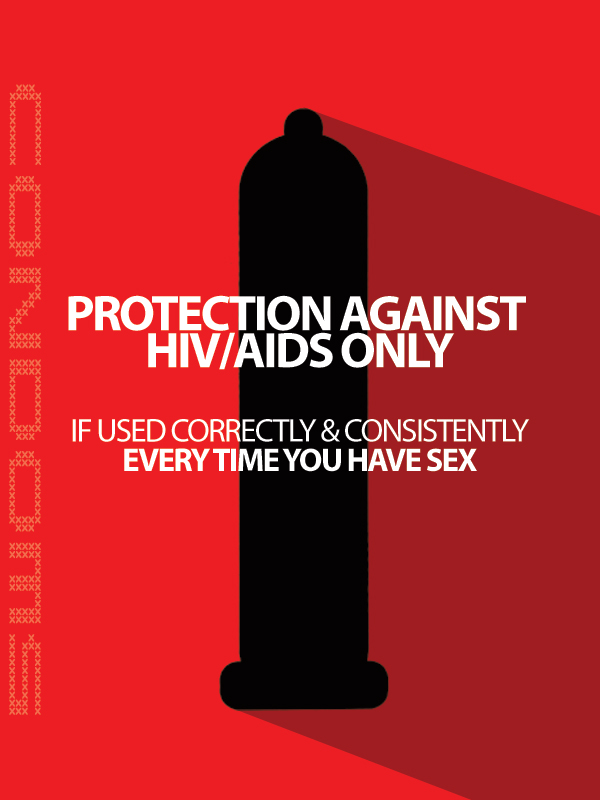 PROTECTION AGAINST
HIV/AIDS ONLY
IF USED CORRECTLY & CONSISTENTLY
EVERY TIME YOU HAVE SEX